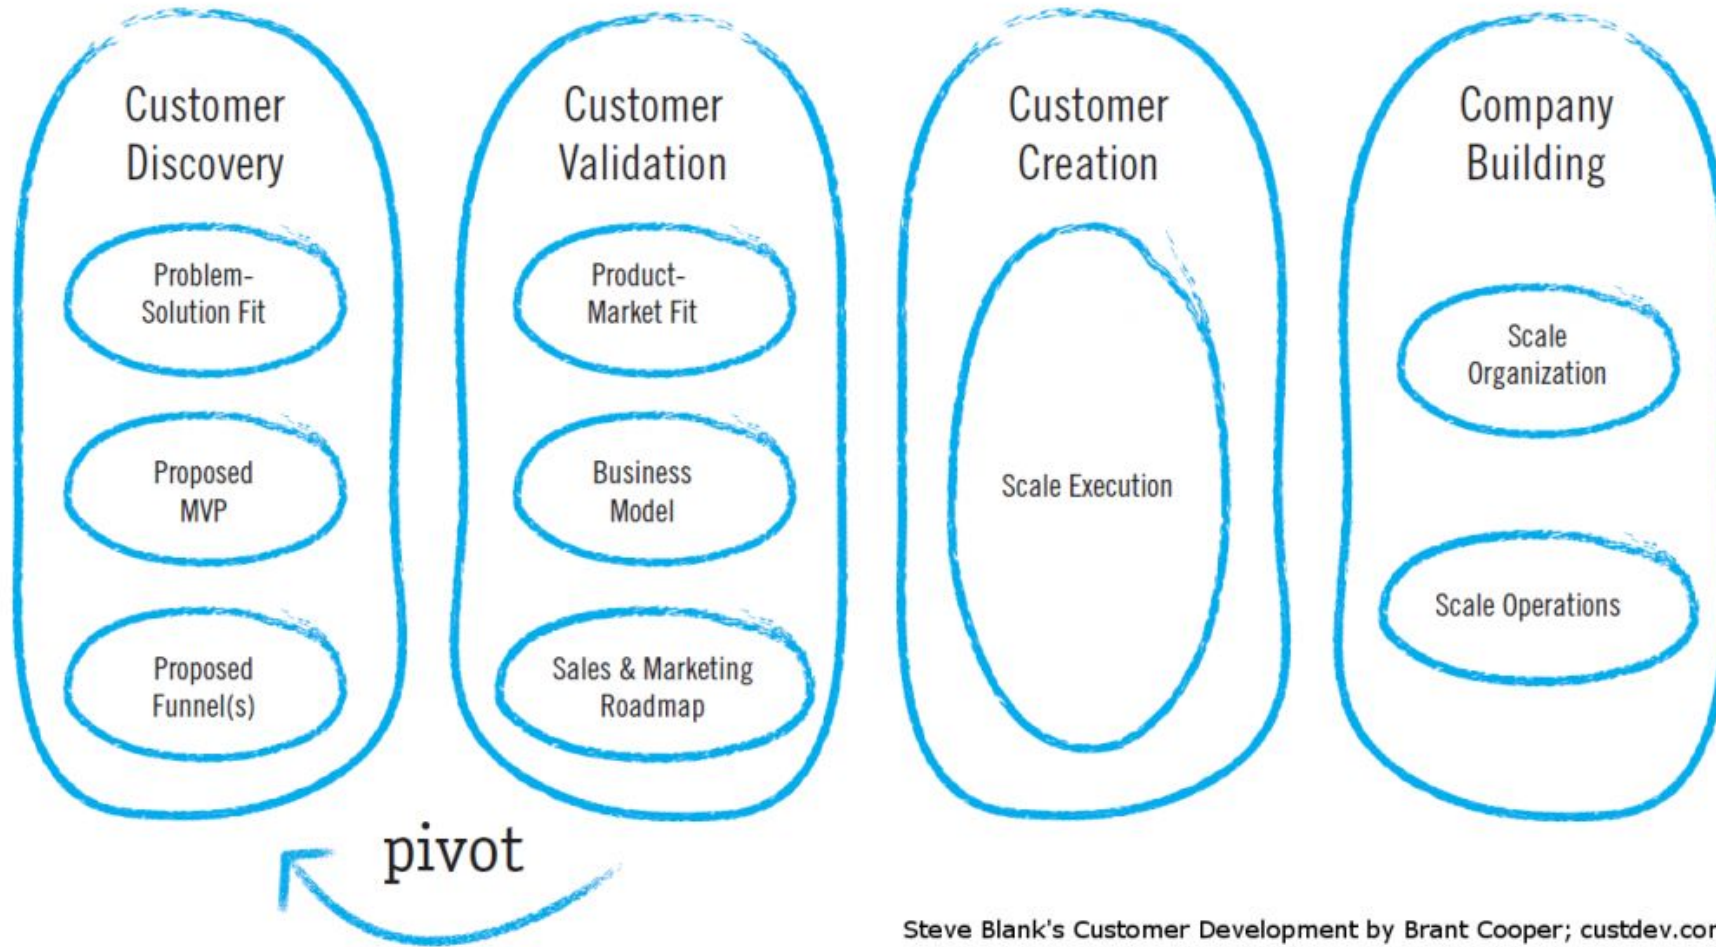 Customer
Discovery
Problem-
Solution Fit
Proposed
MVP
Proposed
Funnel(s)
Customer
Validation
Product-
Market Fit
Business
Model
Sales & Marketing
Roadmap
Customer
Creation
Scale Execution
Company
Building
Scale
Organization
Scale Operations
pivot
Steve Blank's Customer Development by Brant Cooper; custdev.com